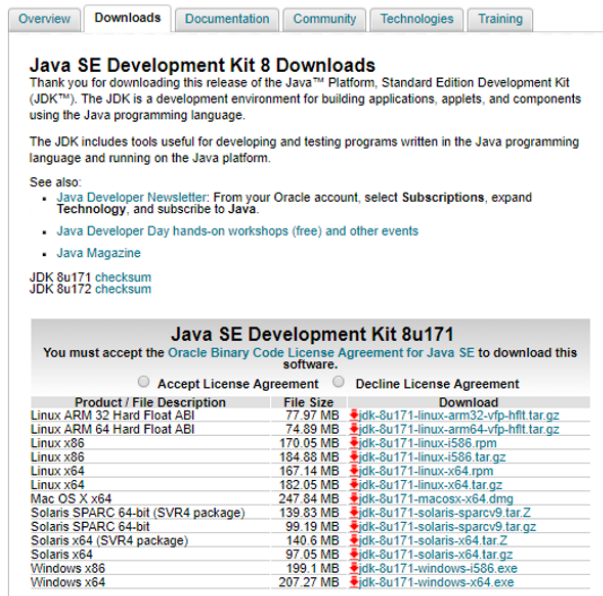 Overview Downloads Documentation Community Technologies Training
Java SE Development Kit 8 Downloads
Thank you for downloading this release of the Java™ Platform, Standard Edition Development Kit
(JDK™). The JDK is a development environment for building applications, applets, and components
using the Java programming language.
The JDK includes tools useful for developing and testing programs written in the Java programming
language and running on the Java platform.
See also:
• Java Developer Newsletter: From your Oracle account, select Subscriptions, expand
Technology, and subscribe to Java.
• Java Developer Day hands-on workshops (free) and other events
• Java Magazine
JDK 8u171 checksum
JDK 8u172 checksum
Java SE Development Kit 8u171
You must accept the Oracle Binary Code License Agreement for Java SE to download this
software.
Accept License Agreement Decline License Agreement
Product / File Description File Size Download
Linux ARM 32 Hard Float ABI 77.97 MB jdk-8u171-linux-arm32-vfp-hflt.tar.gz
Linux ARM 64 Hard Float ABI 74.89 MB jdk-8u171-linux-arm64-vfp-hflt.tar.gz
Linux x86 170.05 MB jdk-8u171-linux-i586.rpm
Linux x86 184.88 MB jdk-8u171-linux-i586.tar.gz
Linux x64 167.14 MB jdk-8u171-linux-x64.rpm
Linux x64 182.05 MB jdk-8u171-linux-x64.tar.gz
Mac OS X x64 247.84 MB jdk-8u171-macosx-x64.dmg
Solaris SPARC 64-bit (SVR4 package) 139.83 MB jdk-8u171-solaris-sparcv9.tar.Z
Solaris SPARC 64-bit 99.19 MB jdk-8u171-solaris-sparcv9.tar.gz
Solaris x64 (SVR4 package) 140.6 MB jdk-8u171-solaris-x64.tar.Z
Solaris x64 97.05 MB jdk-8u171-solaris-x64.tar.gz
Windows x86 199.1 MB jdk-8u171-windows-i586.exe
Windows x64 207.27 MB jdk-8u171-windows-x64.exe